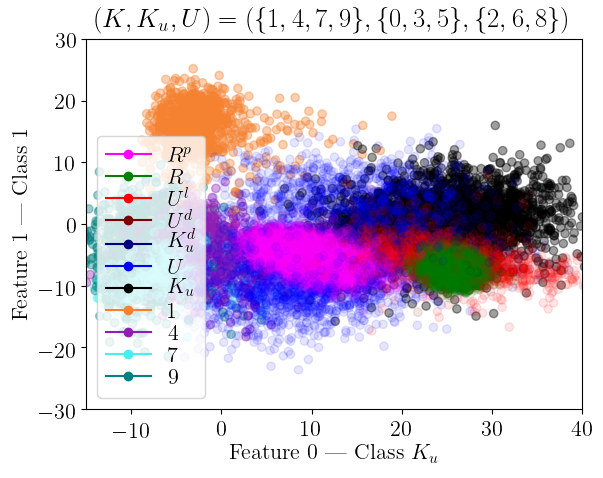 (K, K_u, U) = ({1, 4, 7, 9}, {0, 3, 5}, {2, 6, 8})
30
20
10
0
−10
−20
−30
Feature 1 — Class 1
R^p
R
U^l
U^d
K_u^d
U
K_u
1
4
7
9
−10 0 10 20 30 40
Feature 0 — Class K_u